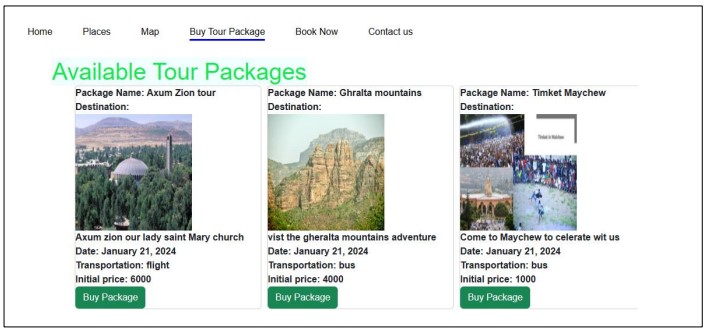 Home Places Map Buy Tour Package Book Now Contact us
Available Tour Packages
Package Name: Axum Zion tour
Destination:
Axum zion our lady saint Mary church
Date: January 21, 2024
Transportation: flight
Initial price: 6000
Buy Package
Package Name: Ghralta mountains
Destination:
vist the gheralta mountains adventure
Date: January 21, 2024
Transportation: bus
Initial price: 4000
Buy Package
Package Name: Timket Maychew
Destination:
Timket in Maichew
Come to Maychew to celerate wit us
Date: January 21, 2024
Transportation: bus
Initial price: 1000
Buy Package